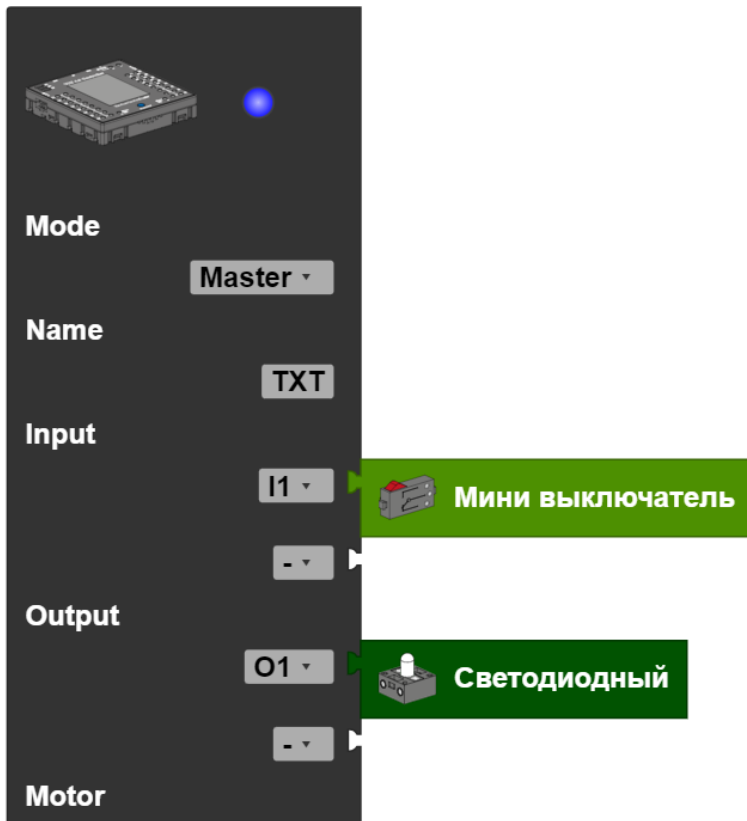 Mode
Master
Name
TXT
Input
I1
Мини выключатель
-
Output
O1
Светодиодный
-
Motor